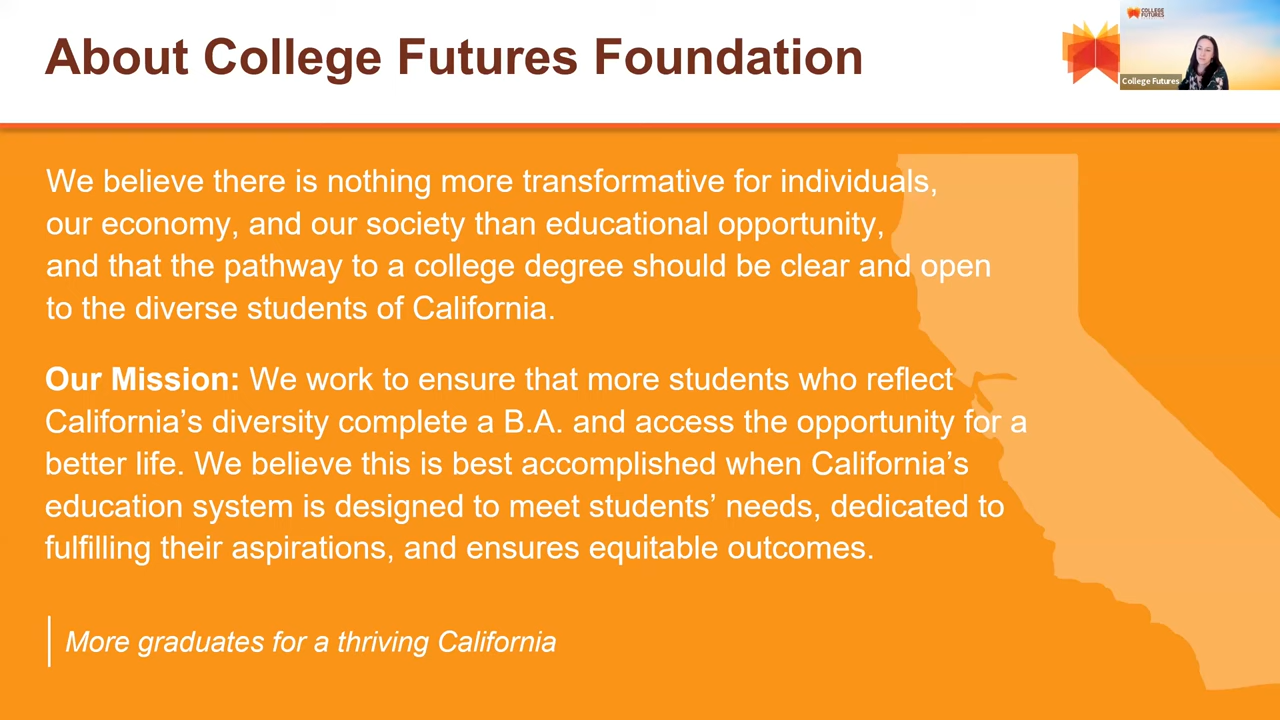 About College Futures Foundation
COLLEGE
FUTURES
College Futures
We believe there is nothing more transformative for individuals,
our economy, and our society than educational opportunity,
and that the pathway to a college degree should be clear and open
to the diverse students of California.
Our Mission: We work to ensure that more students who reflect
California’s diversity complete a B.A. and access the opportunity for a
better life. We believe this is best accomplished when California’s
education system is designed to meet students’ needs, dedicated to
fulfilling their aspirations, and ensures equitable outcomes.
More graduates for a thriving California